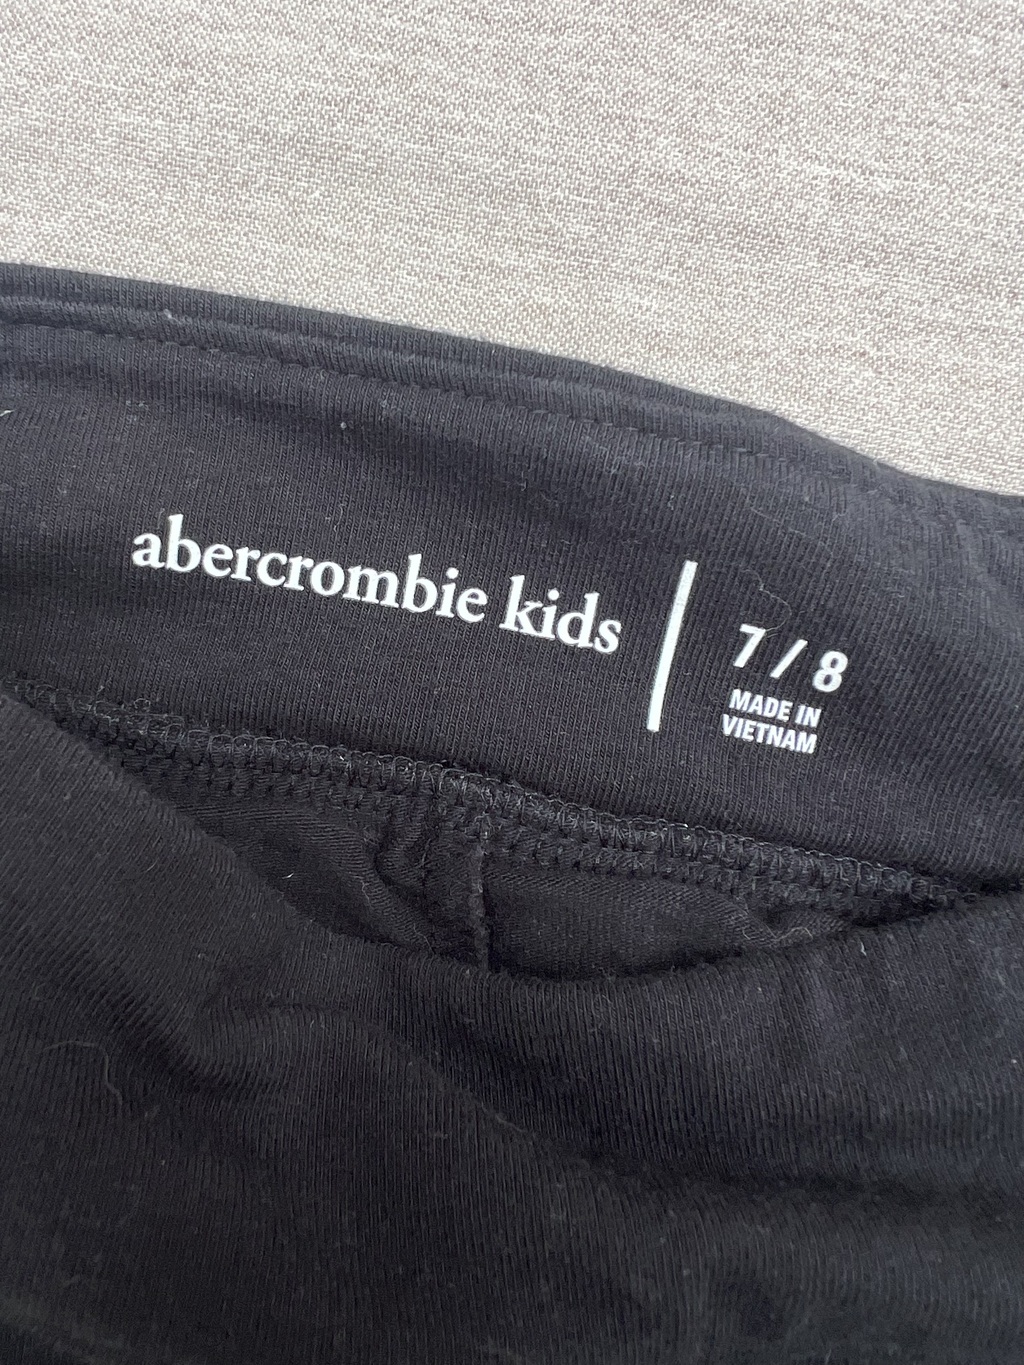 abercrombie kids
7 / 8
MADE IN
VIETNAM